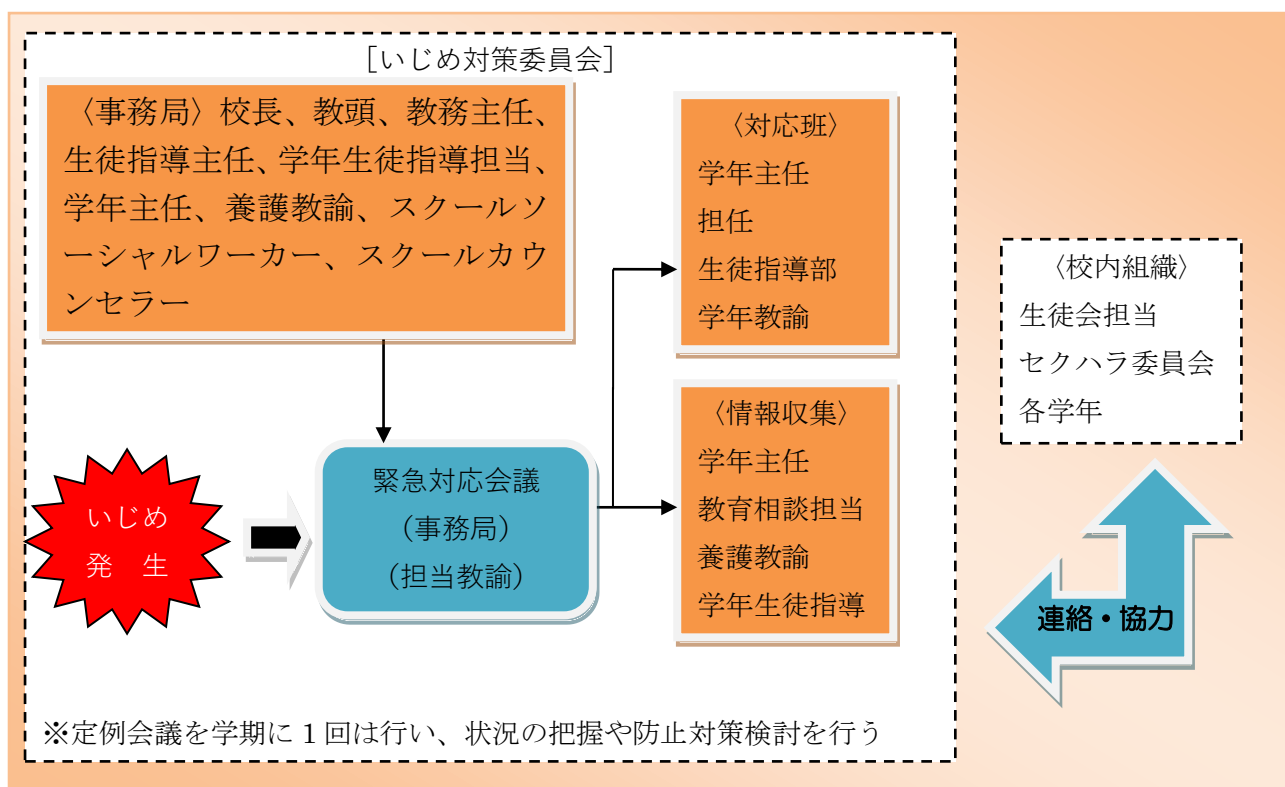 ［いじめ対策委員会］
〈事務局〉校長、教頭、教務主任、
生徒指導主任、学年生徒指導担当、
学年主任、養護教諭、スクールソ
ーシャルワーカー、スクールカウ
ンセラー
〈対応班〉
学年主任
担任
生徒指導部
学年教諭
〈情報収集〉
学年主任
教育相談担当
養護教諭
学年生徒指導
いじめ
発　生
緊急対応会議
（事務局）
（担当教諭）
※定例会議を学期に１回は行い、状況の把握や防止対策検討を行う
〈校内組織〉
生徒会担当
セクハラ委員会
各学年
連絡・協力